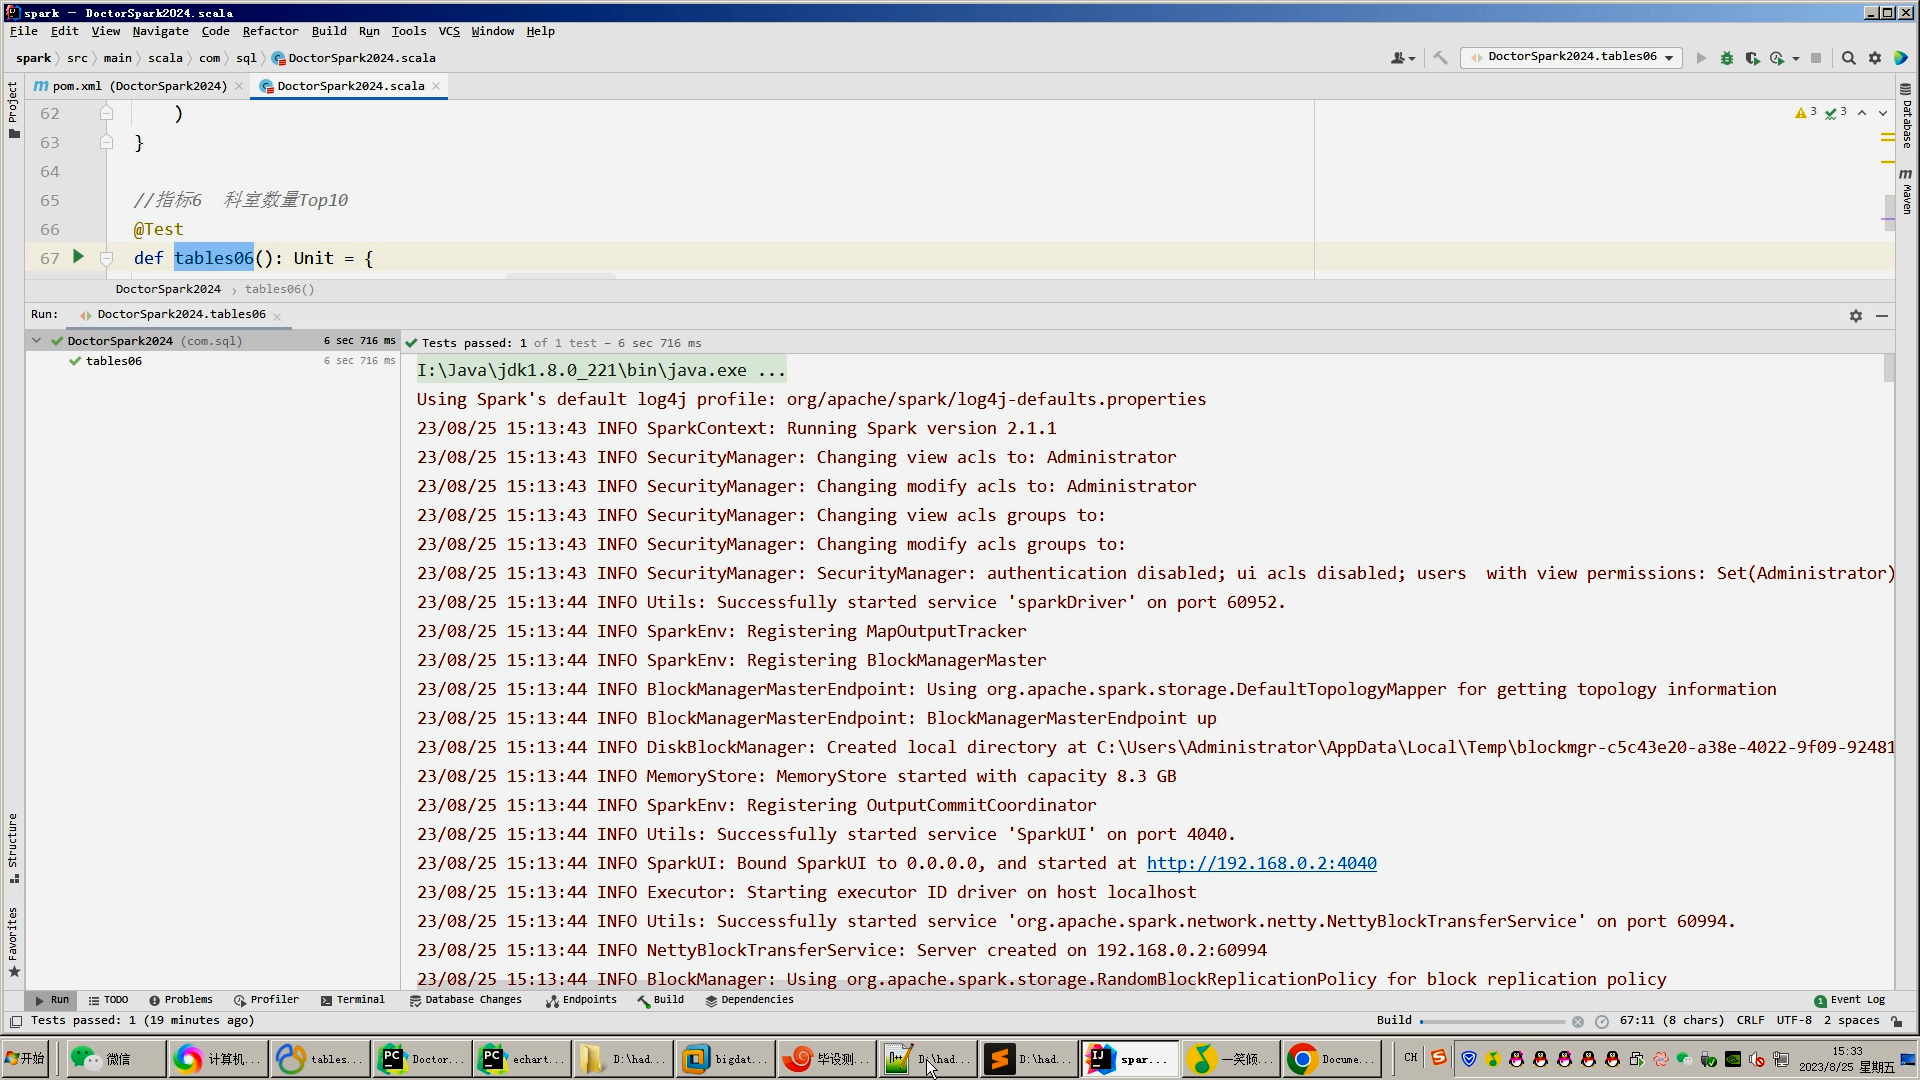 spark – DoctorSpark2024.scala
File Edit View Navigate Code Refactor Build Run Tools VCS Window Help
spark src main scala com sql DoctorSpark2024.scala
DoctorSpark2024.tables06
pom.xml (DoctorSpark2024)
DoctorSpark2024.scala
Project
Database
Maven
62 )
3 3
63 }
64
65 //指标6 科室数量Top10
66 @Test
67 def tables06(): Unit = {
DoctorSpark2024 tables06()
Run: DoctorSpark2024.tables06
DoctorSpark2024 (com.sql) 6 sec 716 ms
tables06 6 sec 716 ms
Tests passed: 1 of 1 test – 6 sec 716 ms
I:\Java\jdk1.8.0_221\bin\java.exe ...
Using Spark's default log4j profile: org/apache/spark/log4j-defaults.properties
23/08/25 15:13:43 INFO SparkContext: Running Spark version 2.1.1
23/08/25 15:13:43 INFO SecurityManager: Changing view acls to: Administrator
23/08/25 15:13:43 INFO SecurityManager: Changing modify acls to: Administrator
23/08/25 15:13:43 INFO SecurityManager: Changing view acls groups to:
23/08/25 15:13:43 INFO SecurityManager: Changing modify acls groups to:
23/08/25 15:13:43 INFO SecurityManager: SecurityManager: authentication disabled; ui acls disabled; users  with view permissions: Set(Administrator)
23/08/25 15:13:44 INFO Utils: Successfully started service 'sparkDriver' on port 60952.
23/08/25 15:13:44 INFO SparkEnv: Registering MapOutputTracker
23/08/25 15:13:44 INFO SparkEnv: Registering BlockManagerMaster
23/08/25 15:13:44 INFO BlockManagerMasterEndpoint: Using org.apache.spark.storage.DefaultTopologyMapper for getting topology information
23/08/25 15:13:44 INFO BlockManagerMasterEndpoint: BlockManagerMasterEndpoint up
23/08/25 15:13:44 INFO DiskBlockManager: Created local directory at C:\Users\Administrator\AppData\Local\Temp\blockmgr-c5c43e20-a38e-4022-9f09-92481
23/08/25 15:13:44 INFO MemoryStore: MemoryStore started with capacity 8.3 GB
23/08/25 15:13:44 INFO SparkEnv: Registering OutputCommitCoordinator
23/08/25 15:13:44 INFO Utils: Successfully started service 'SparkUI' on port 4040.
23/08/25 15:13:44 INFO SparkUI: Bound SparkUI to 0.0.0.0, and started at http://192.168.0.2:4040
23/08/25 15:13:44 INFO Executor: Starting executor ID driver on host localhost
23/08/25 15:13:44 INFO Utils: Successfully started service 'org.apache.spark.network.netty.NettyBlockTransferService' on port 60994.
23/08/25 15:13:44 INFO NettyBlockTransferService: Server created on 192.168.0.2:60994
23/08/25 15:13:44 INFO BlockManager: Using org.apache.spark.storage.RandomBlockReplicationPolicy for block replication policy
Structure
Favorites
Run TODO Problems Profiler Terminal Database Changes Endpoints Build Dependencies
1 Event Log
Tests passed: 1 (19 minutes ago)
Build 67:11 (8 chars) CRLF UTF-8 2 spaces
开始 微信 计算机... tables... Doctor... echart... D:\had... bigdat... 毕设测... D:\had... D:\had... spar... 一笑倾... Docume... CH
15:33
2023/8/25 星期五